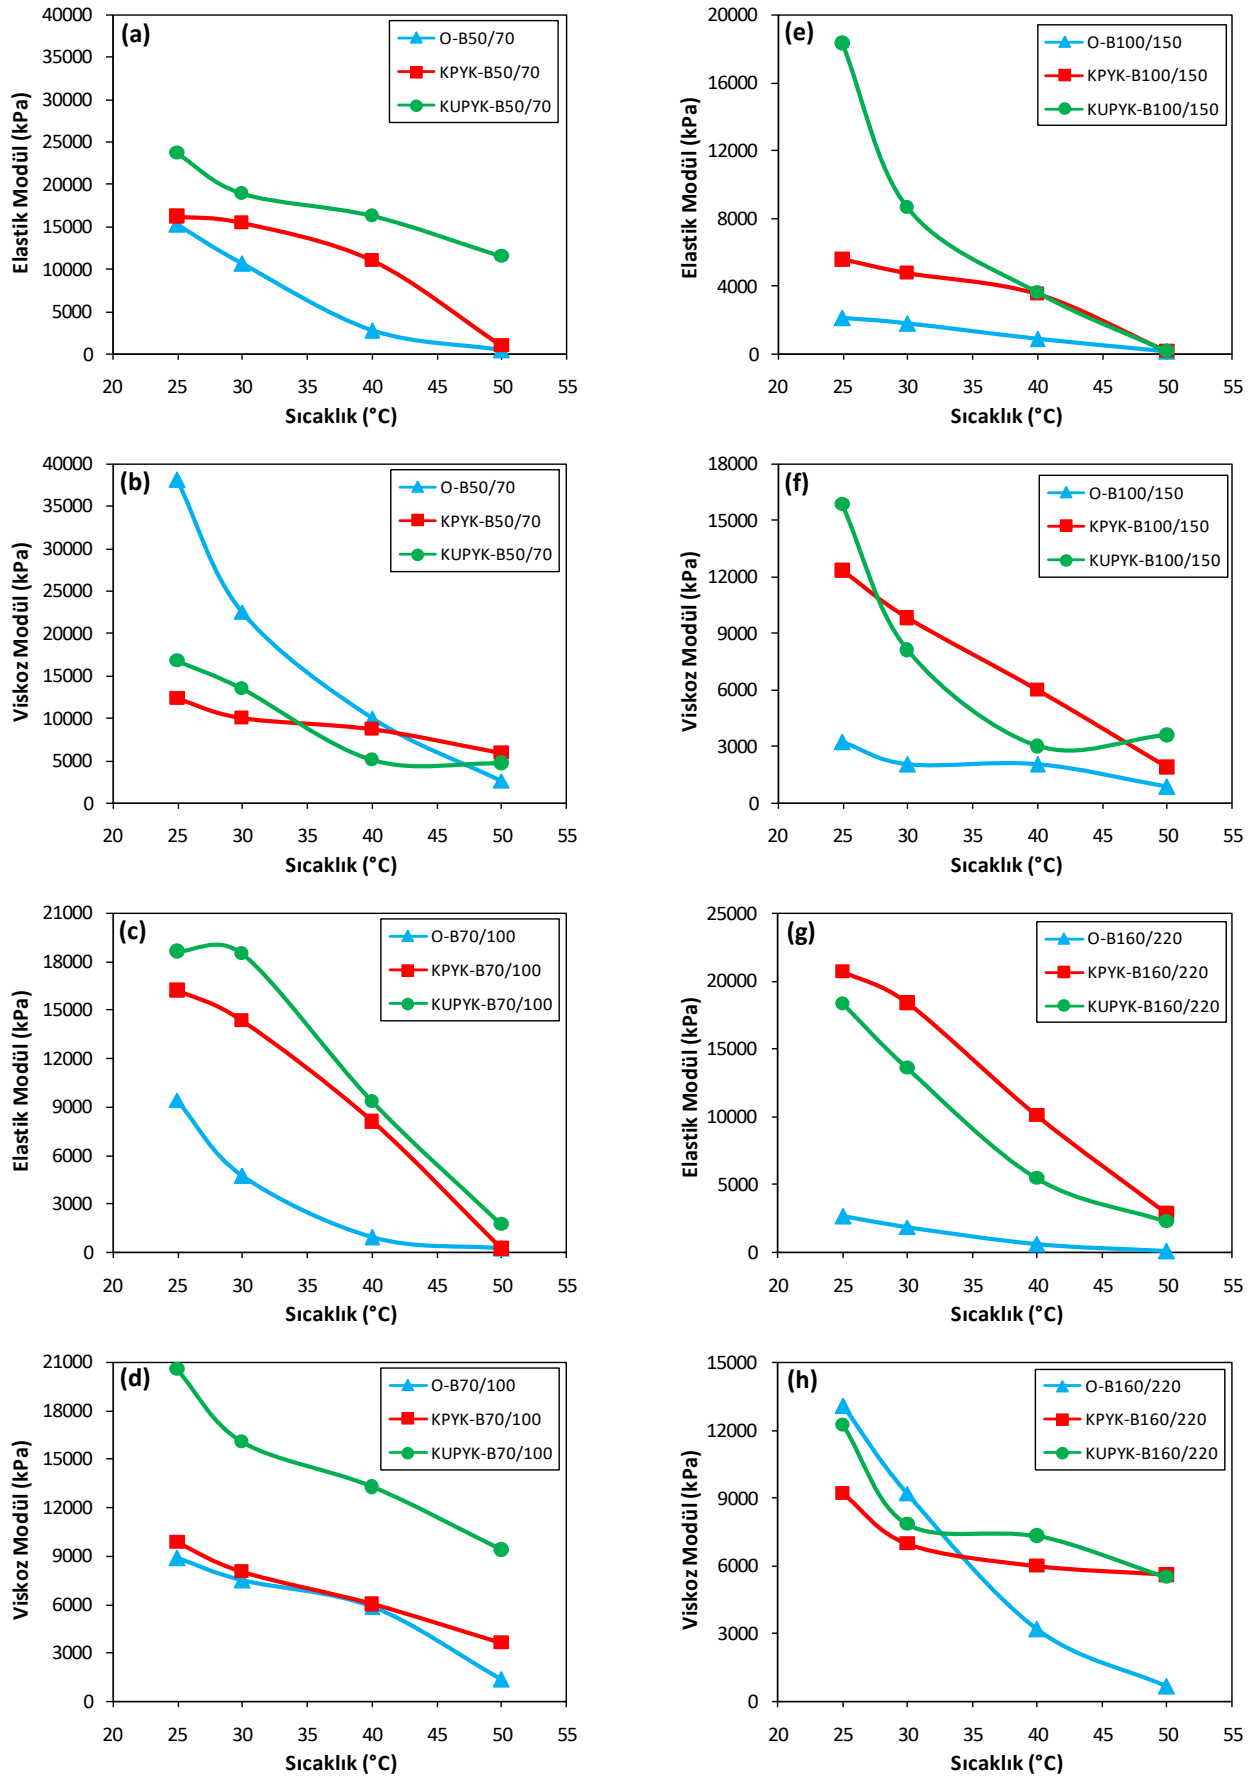 (a)
Elastik Modül (kPa)
40000
35000
30000
25000
20000
15000
10000
5000
0
O-B50/70
KPYK-B50/70
KUPYK-B50/70
20 25 30 35 40 45 50 55
Sıcaklık (°C)
(b)
Viskoz Modül (kPa)
40000
35000
30000
25000
20000
15000
10000
5000
0
O-B50/70
KPYK-B50/70
KUPYK-B50/70
20 25 30 35 40 45 50 55
Sıcaklık (°C)
(c)
Elastik Modül (kPa)
21000
18000
15000
12000
9000
6000
3000
0
O-B70/100
KPYK-B70/100
KUPYK-B70/100
20 25 30 35 40 45 50 55
Sıcaklık (°C)
(d)
Viskoz Modül (kPa)
21000
18000
15000
12000
9000
6000
3000
0
O-B70/100
KPYK-B70/100
KUPYK-B70/100
20 25 30 35 40 45 50 55
Sıcaklık (°C)
(e)
Elastik Modül (kPa)
20000
16000
12000
8000
4000
0
O-B100/150
KPYK-B100/150
KUPYK-B100/150
20 25 30 35 40 45 50 55
Sıcaklık (°C)
(f)
Viskoz Modül (kPa)
18000
15000
12000
9000
6000
3000
0
O-B100/150
KPYK-B100/150
KUPYK-B100/150
20 25 30 35 40 45 50 55
Sıcaklık (°C)
(g)
Elastik Modül (kPa)
25000
20000
15000
10000
5000
0
O-B160/220
KPYK-B160/220
KUPYK-B160/220
20 25 30 35 40 45 50 55
Sıcaklık (°C)
(h)
Viskoz Modül (kPa)
15000
12000
9000
6000
3000
0
O-B160/220
KPYK-B160/220
KUPYK-B160/220
20 25 30 35 40 45 50 55
Sıcaklık (°C)